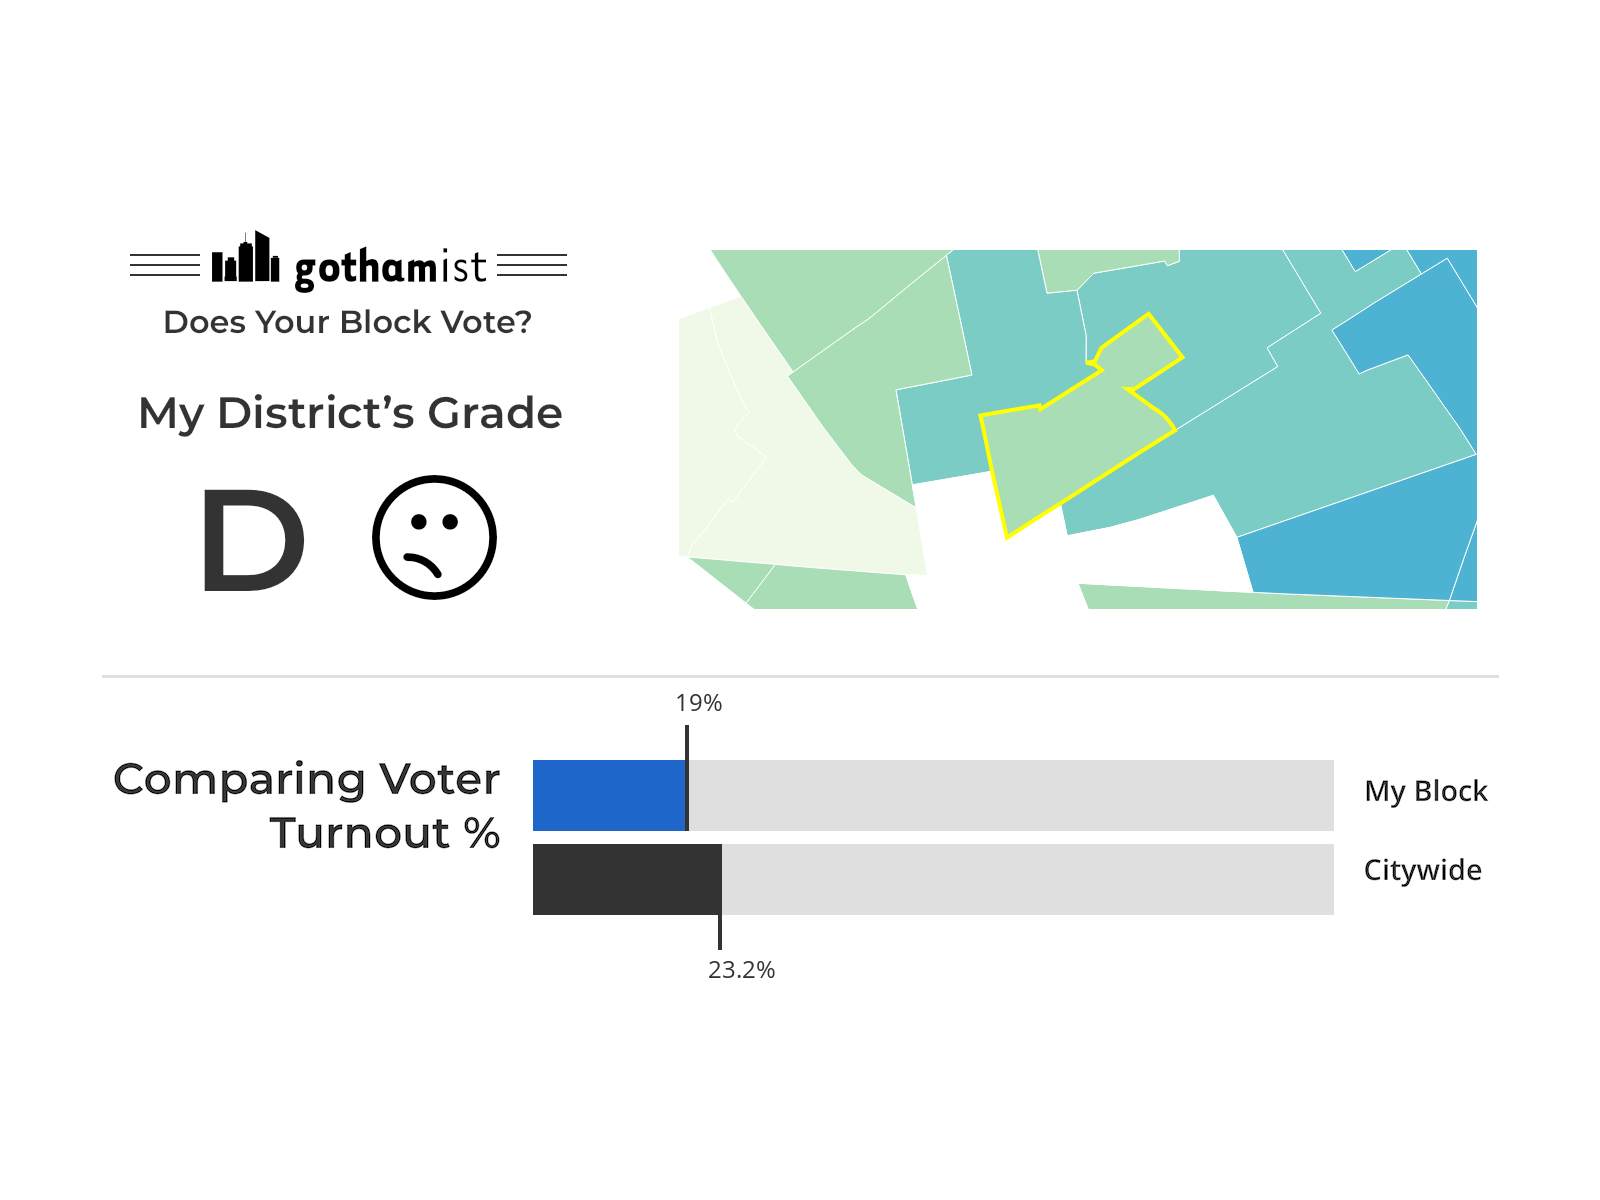 gothamist
Does Your Block Vote?
My District’s Grade
D
19%
Comparing Voter
Turnout %
My Block
Citywide
23.2%